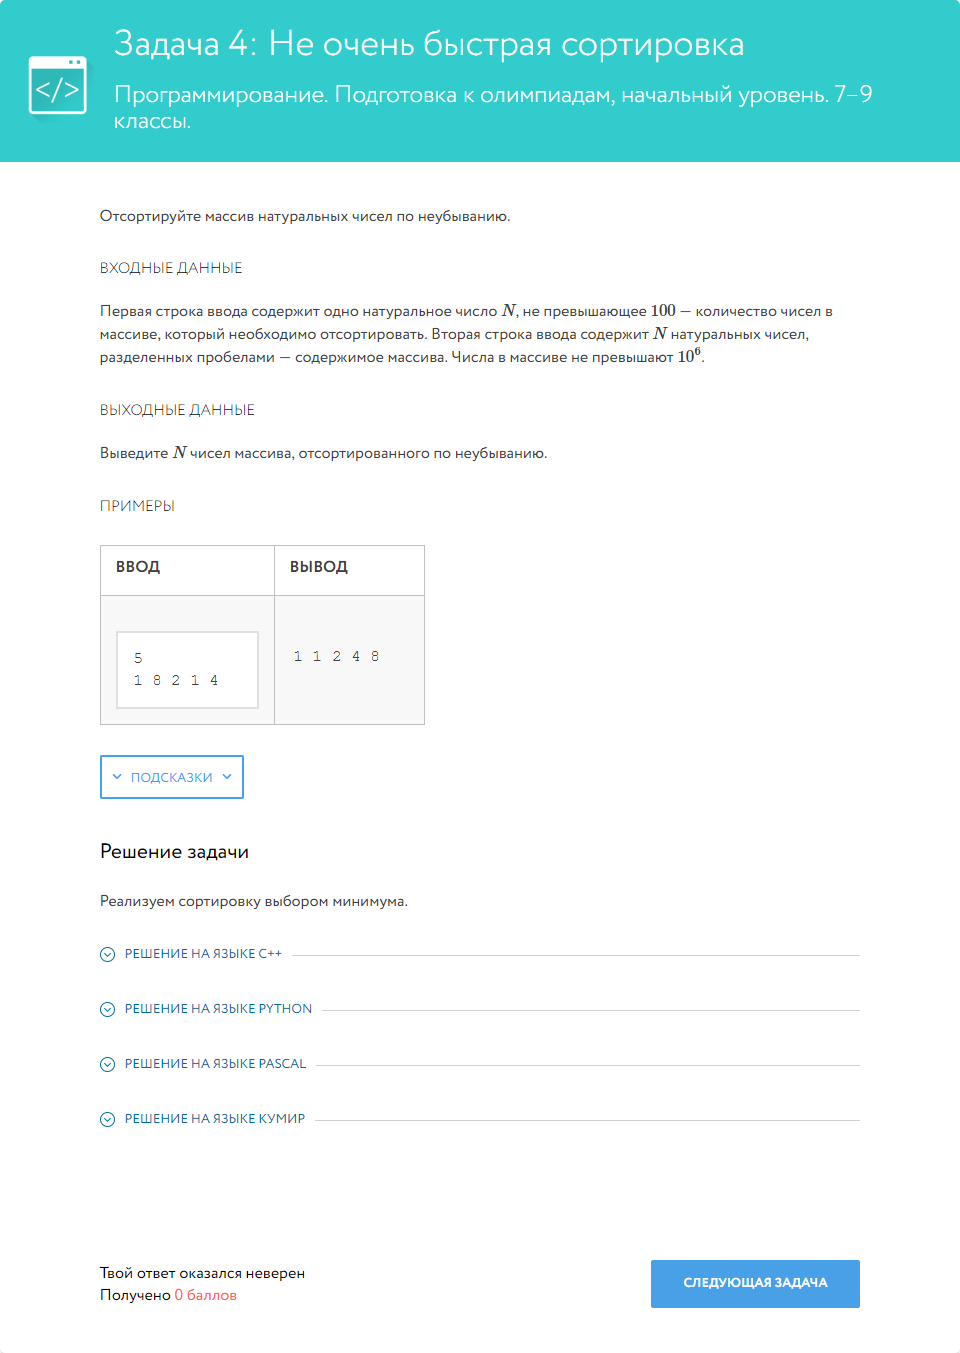 Задача 4: Не очень быстрая сортировка
</>
Программирование. Подготовка к олимпиадам, начальный уровень. 7–9
классы.
Отсортируйте массив натуральных чисел по неубыванию.
ВХОДНЫЕ ДАННЫЕ
Первая строка ввода содержит одно натуральное число N, не превышающее 100 — количество чисел в
массиве, который необходимо отсортировать. Вторая строка ввода содержит N натуральных чисел,
разделенных пробелами — содержимое массива. Числа в массиве не превышают 10⁶.
ВЫХОДНЫЕ ДАННЫЕ
Выведите N чисел массива, отсортированного по неубыванию.
ПРИМЕРЫ
ВВОД ВЫВОД
5
1 8 2 1 4
1 1 2 4 8
ПОДСКАЗКИ
Решение задачи
Реализуем сортировку выбором минимума.
РЕШЕНИЕ НА ЯЗЫКЕ C++
РЕШЕНИЕ НА ЯЗЫКЕ PYTHON
РЕШЕНИЕ НА ЯЗЫКЕ PASCAL
РЕШЕНИЕ НА ЯЗЫКЕ КУМИР
Твой ответ оказался неверен
Получено 0 баллов
СЛЕДУЮЩАЯ ЗАДАЧА